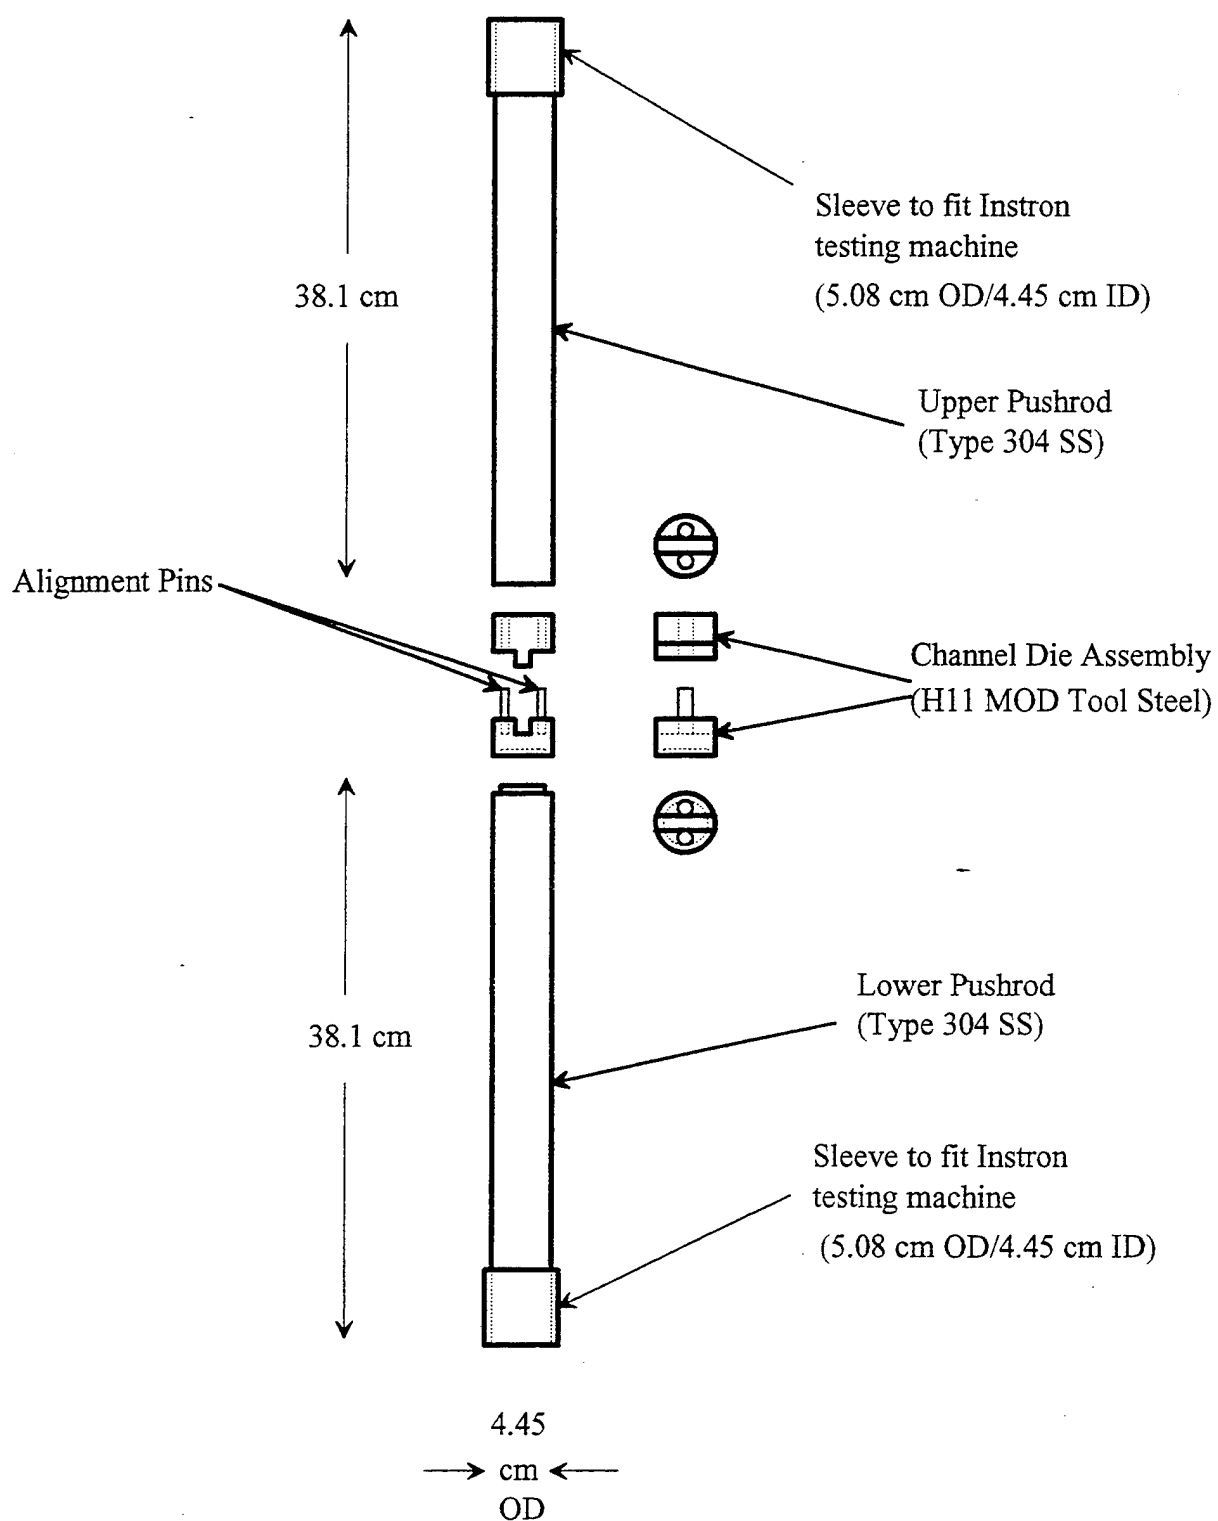 Sleeve to fit Instron
testing machine
(5.08 cm OD/4.45 cm ID)
38.1 cm
Upper Pushrod
(Type 304 SS)
Alignment Pins
Channel Die Assembly
(H11 MOD Tool Steel)
Lower Pushrod
(Type 304 SS)
38.1 cm
Sleeve to fit Instron
testing machine
(5.08 cm OD/4.45 cm ID)
4.45
cm
OD